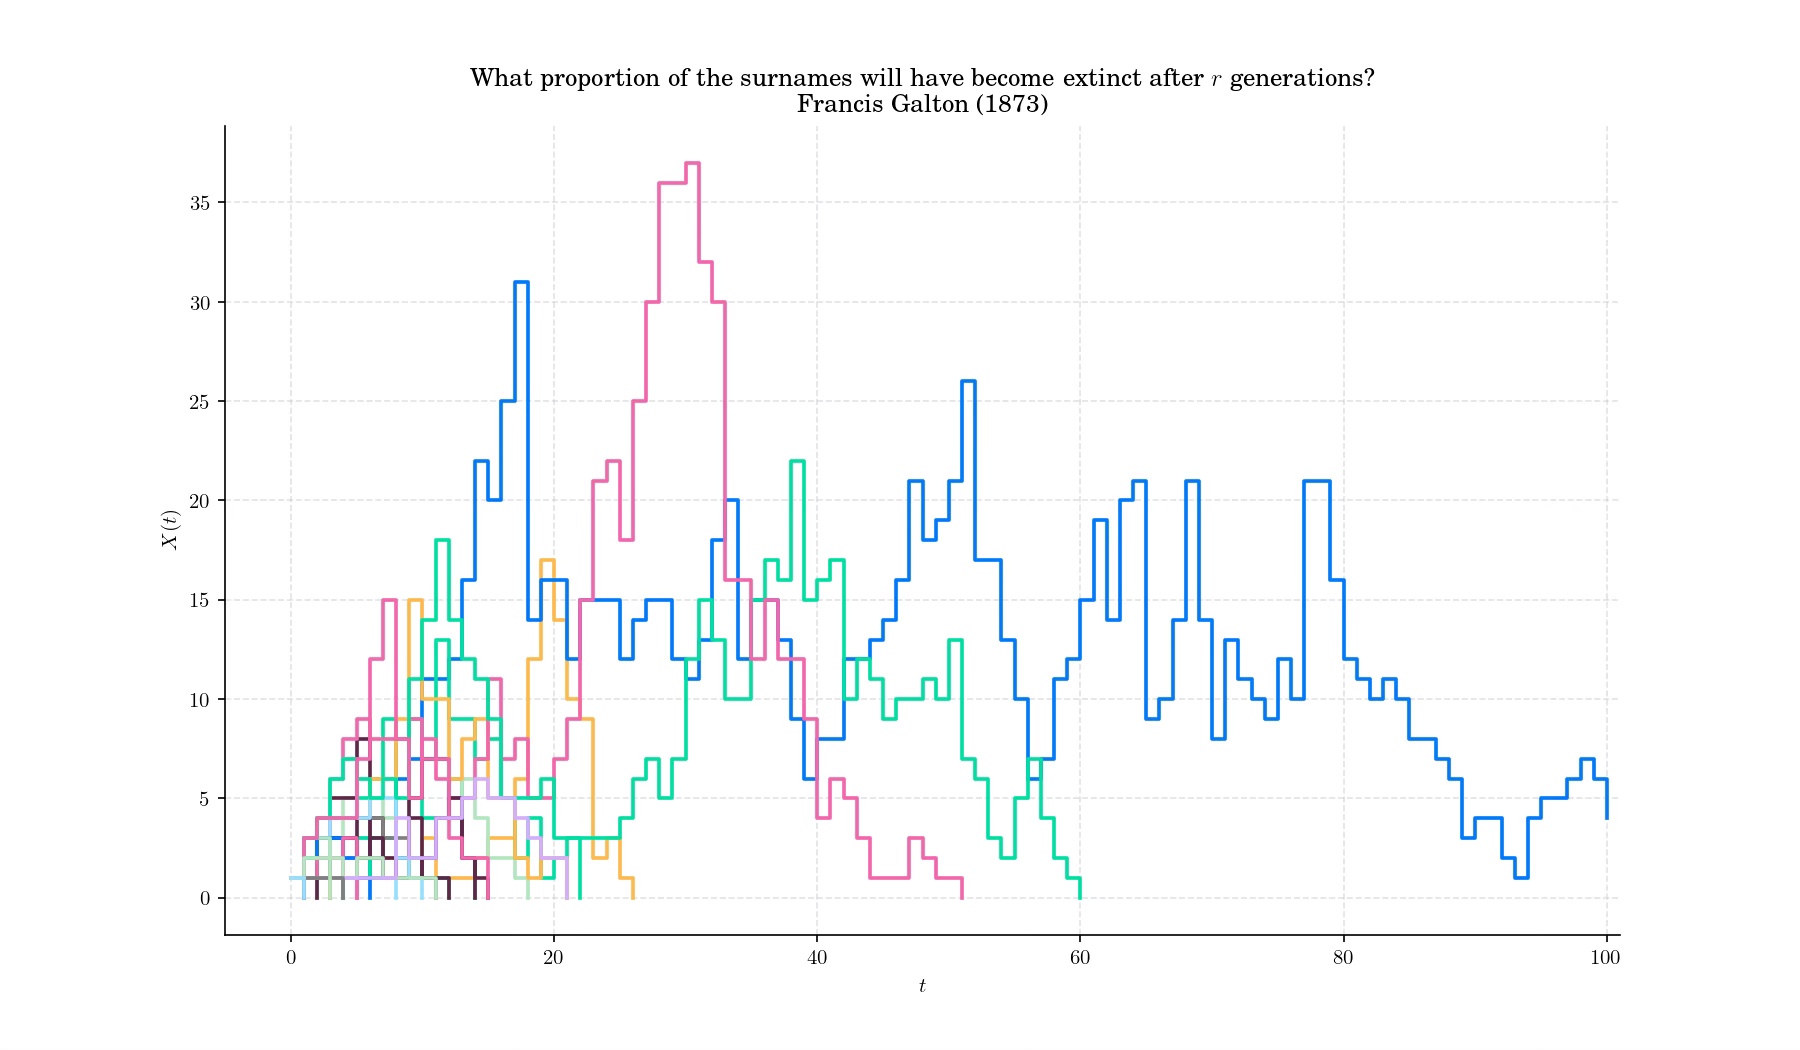 What proportion of the surnames will have become extinct after r generations?
Francis Galton (1873)
35
30
25
20
15
10
5
0
X(t)
0 20 40 60 80 100
t